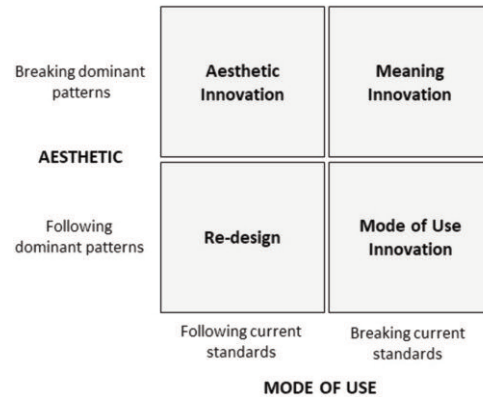 Breaking dominant
patterns
Aesthetic
Innovation
Meaning
Innovation
AESTHETIC
Following
dominant patterns
Re-design
Mode of Use
Innovation
Following current
standards
Breaking current
standards
MODE OF USE